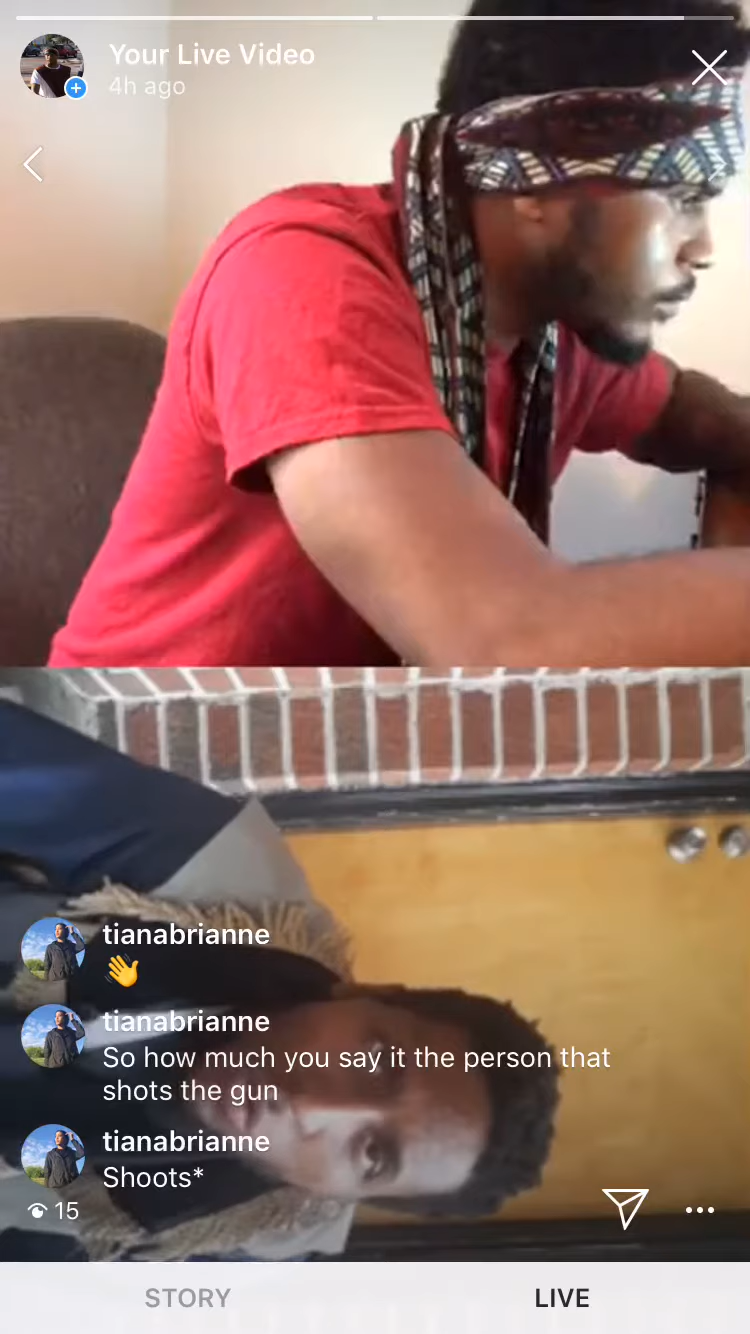 Your Live Video
4h ago
tianabrianne
👋
tianabrianne
So how much you say it the person that
shots the gun
tianabrianne
Shoots*
15
STORY
LIVE